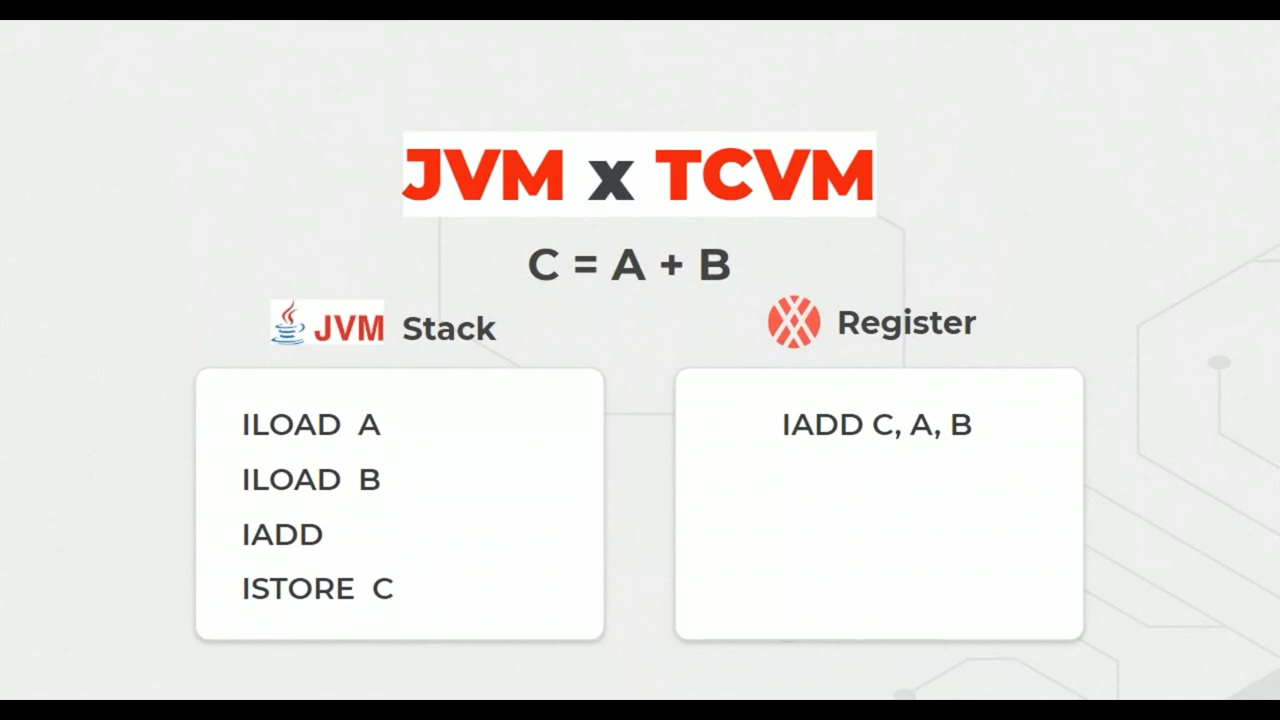 JVM x TCVM
C = A + B
JVM Stack
ILOAD A
ILOAD B
IADD
ISTORE C
Register
IADD C, A, B